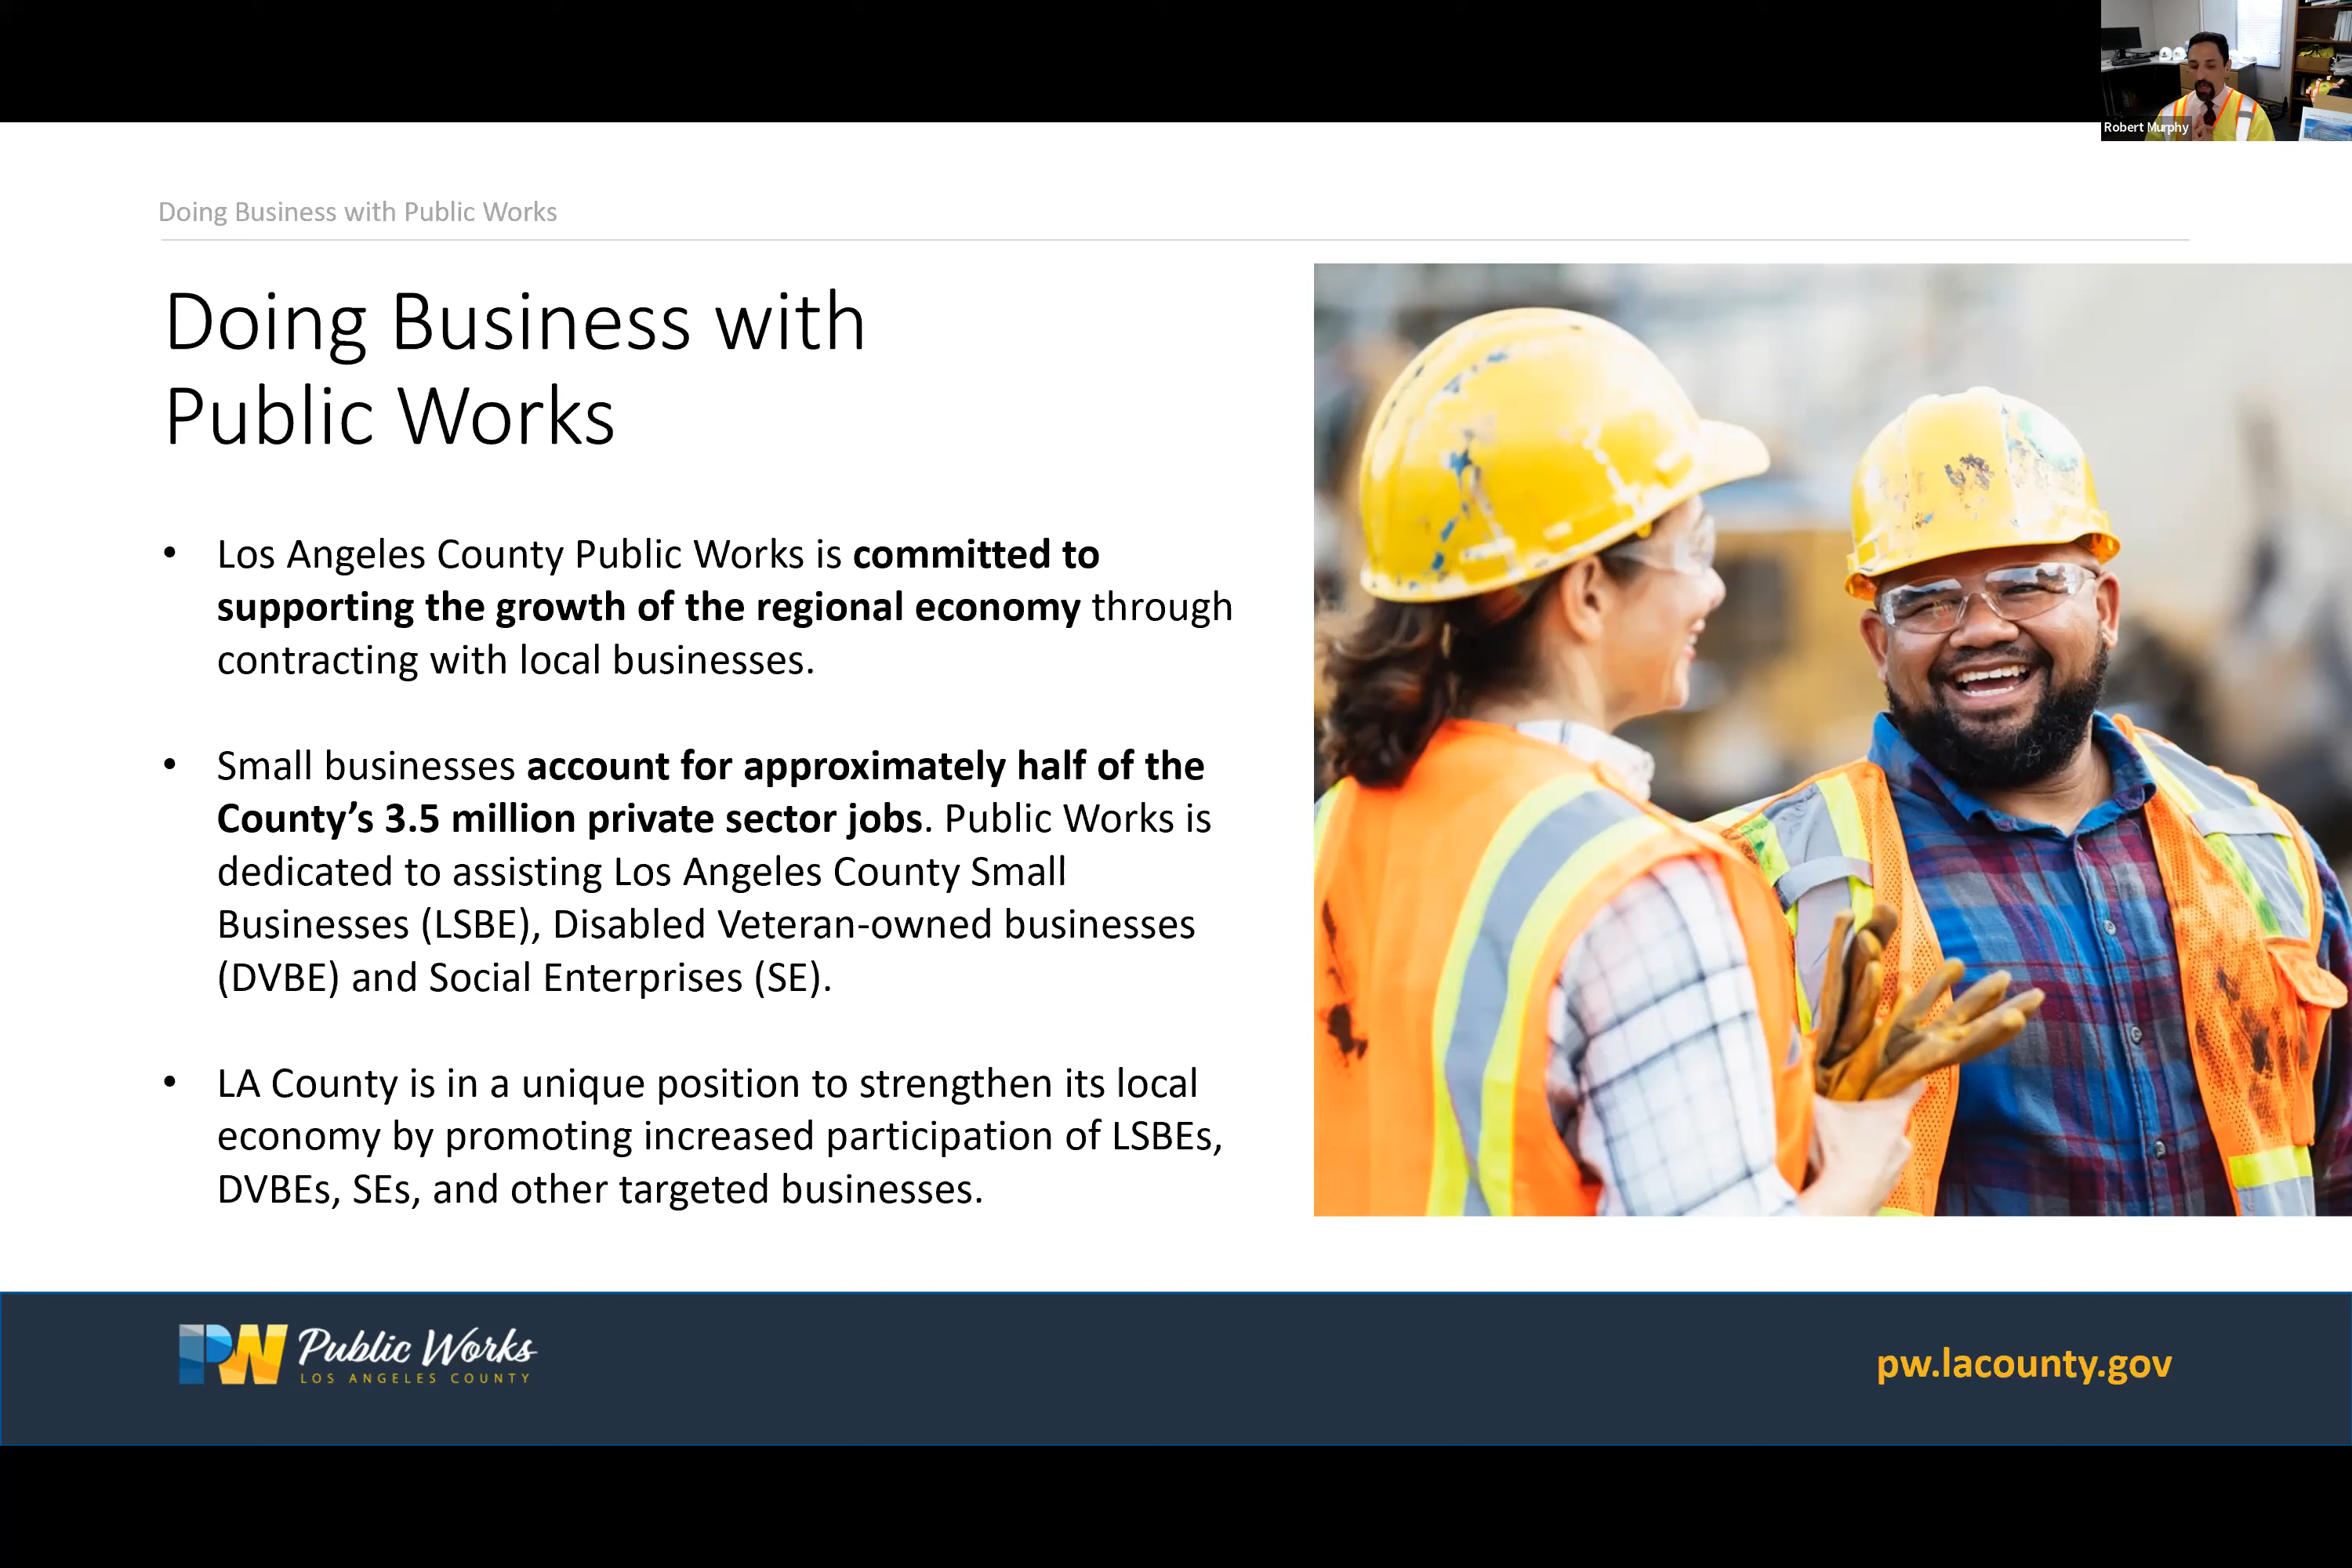 Robert Murphy
Doing Business with Public Works
Doing Business with
Public Works
• Los Angeles County Public Works is committed to
supporting the growth of the regional economy through
contracting with local businesses.
• Small businesses account for approximately half of the
County’s 3.5 million private sector jobs. Public Works is
dedicated to assisting Los Angeles County Small
Businesses (LSBE), Disabled Veteran-owned businesses
(DVBE) and Social Enterprises (SE).
• LA County is in a unique position to strengthen its local
economy by promoting increased participation of LSBEs,
DVBEs, SEs, and other targeted businesses.
PW Public Works
LOS ANGELES COUNTY
pw.lacounty.gov